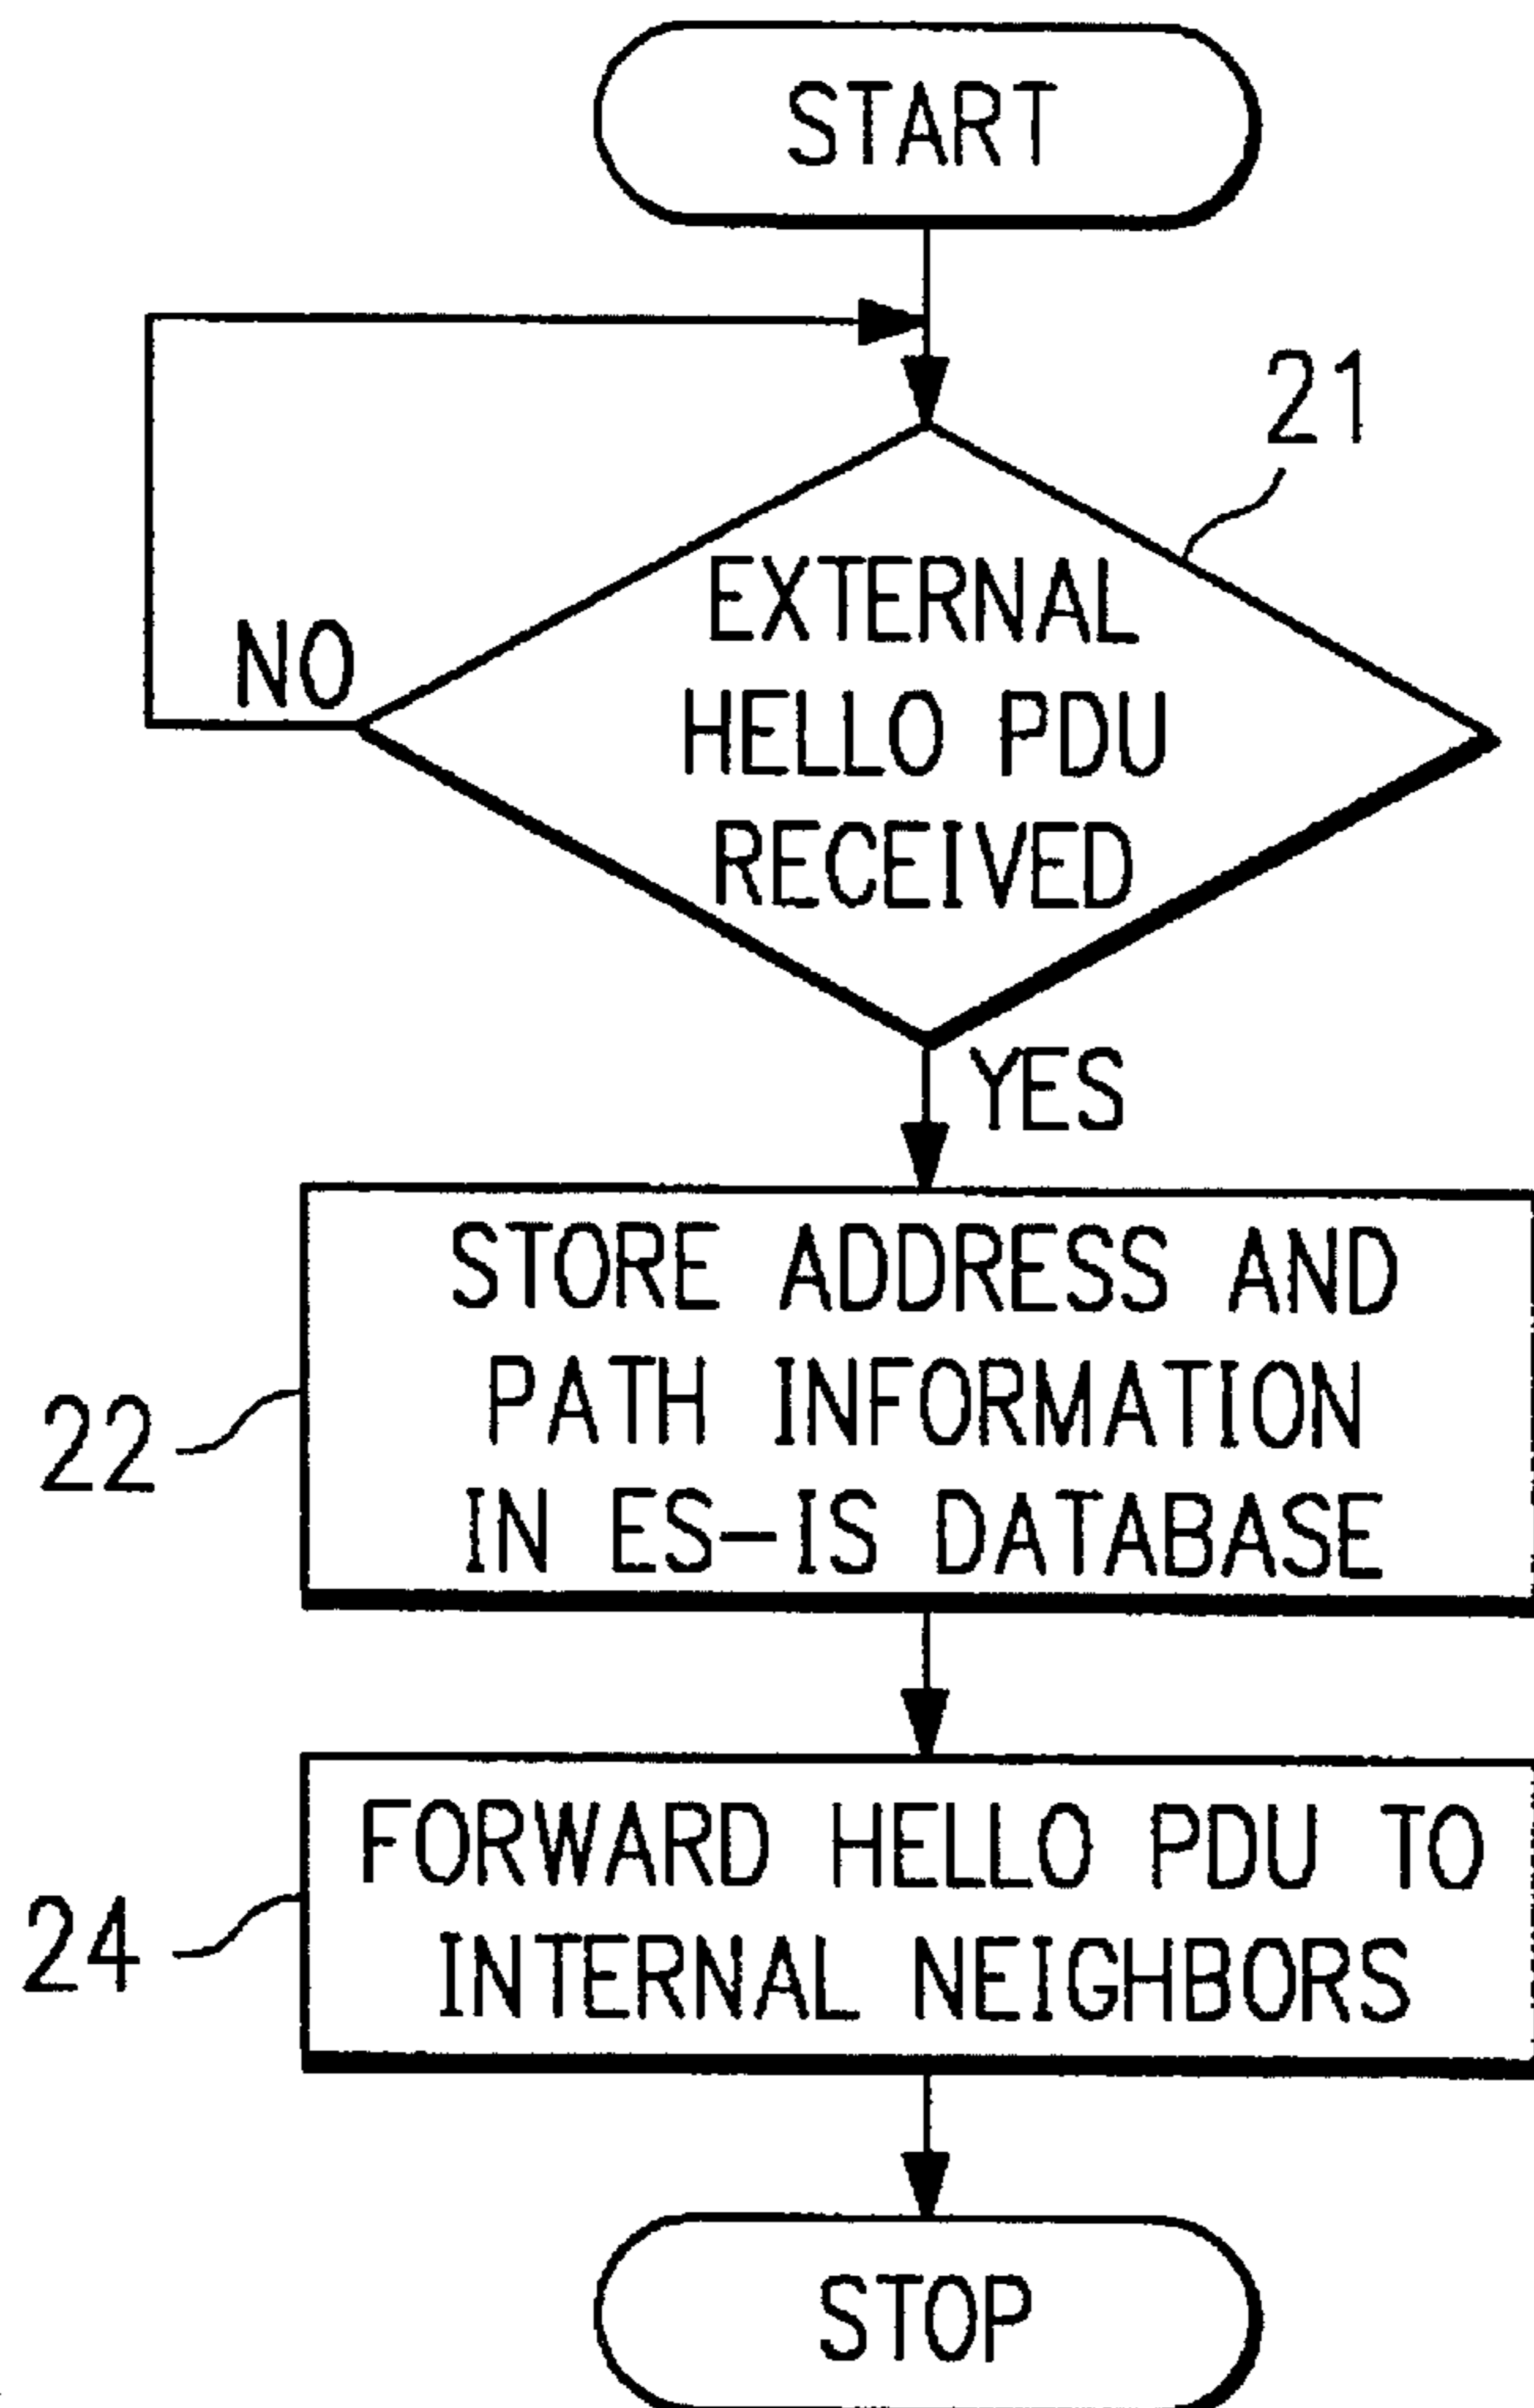 START
21
EXTERNAL
HELLO PDU
RECEIVED
NO
YES
STORE ADDRESS AND
PATH INFORMATION
IN ES-IS DATABASE
22
FORWARD HELLO PDU TO
INTERNAL NEIGHBORS
24
STOP